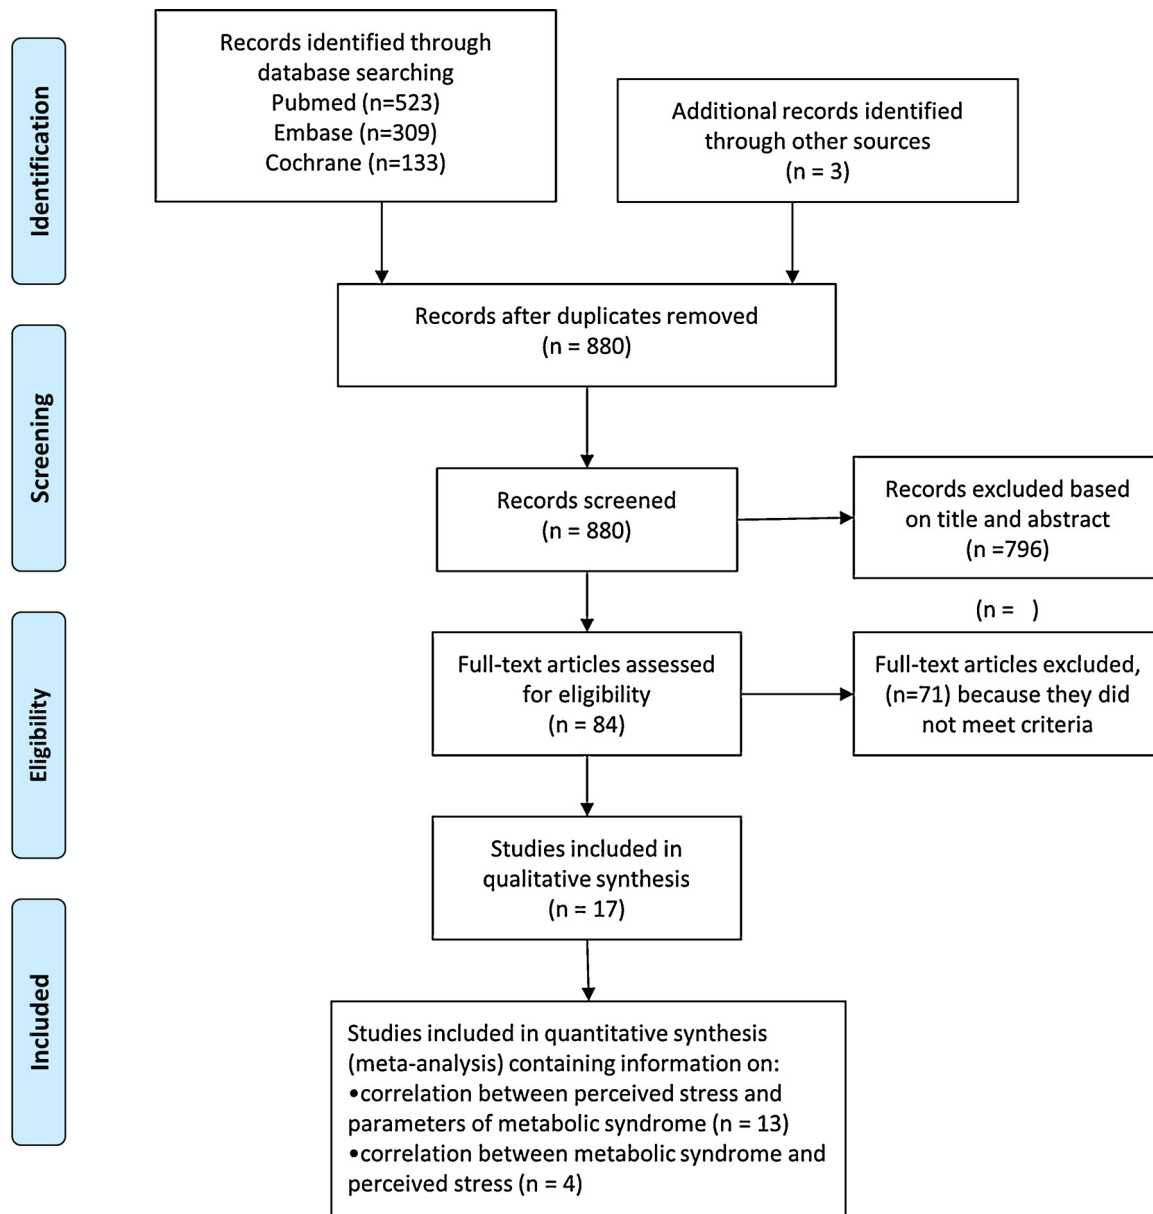 Identification
Records identified through
database searching
Pubmed (n=523)
Embase (n=309)
Cochrane (n=133)
Additional records identified
through other sources
(n = 3)
Records after duplicates removed
(n = 880)
Screening
Records screened
(n = 880)
Records excluded based
on title and abstract
(n =796)
(n =   )
Eligibility
Full-text articles assessed
for eligibility
(n = 84)
Full-text articles excluded,
(n=71) because they did
not meet criteria
Studies included in
qualitative synthesis
(n = 17)
Included
Studies included in quantitative synthesis
(meta-analysis) containing information on:
•correlation between perceived stress and
parameters of metabolic syndrome (n = 13)
•correlation between metabolic syndrome and
perceived stress (n = 4)